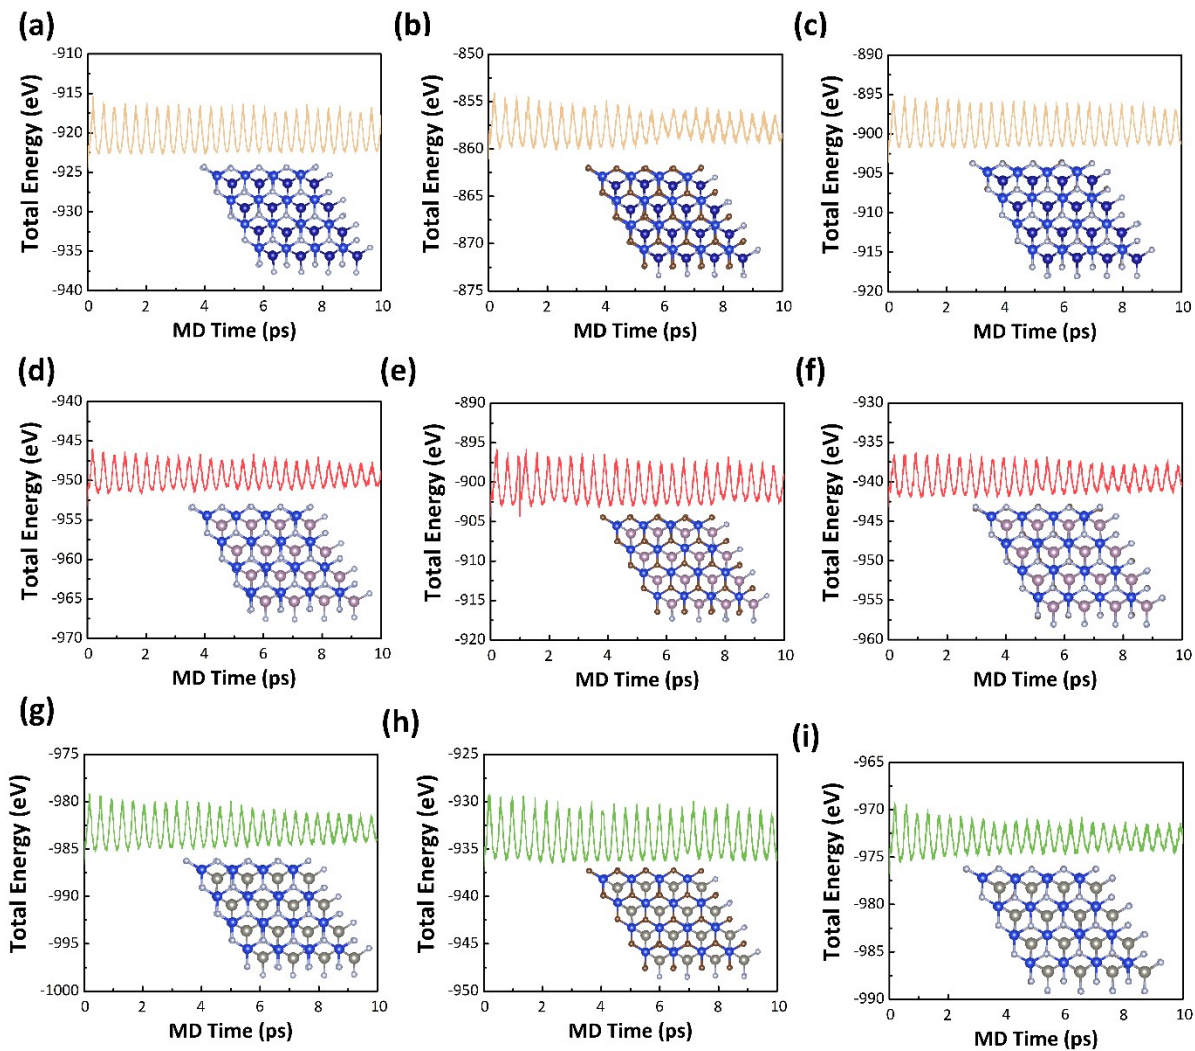 (a) (b) (c)
Total Energy (eV)
-910
-915
-920
-925
-930
-935
-940
0 2 4 6 8 10
MD Time (ps)
Total Energy (eV)
-850
-855
-860
-865
-870
-875
0 2 4 6 8 10
MD Time (ps)
Total Energy (eV)
-890
-895
-900
-905
-910
-915
-920
0 2 4 6 8 10
MD Time (ps)
(d) (e) (f)
Total Energy (eV)
-940
-945
-950
-955
-960
-965
-970
0 2 4 6 8 10
MD Time (ps)
Total Energy (eV)
-890
-895
-900
-905
-910
-915
-920
0 2 4 6 8 10
MD Time (ps)
Total Energy (eV)
-930
-935
-940
-945
-950
-955
-960
0 2 4 6 8 10
MD Time (ps)
(g) (h) (i)
Total Energy (eV)
-975
-980
-985
-990
-995
-1000
0 2 4 6 8 10
MD Time (ps)
Total Energy (eV)
-925
-930
-935
-940
-945
-950
0 2 4 6 8 10
MD Time (ps)
Total Energy (eV)
-965
-970
-975
-980
-985
-990
0 2 4 6 8 10
MD Time (ps)